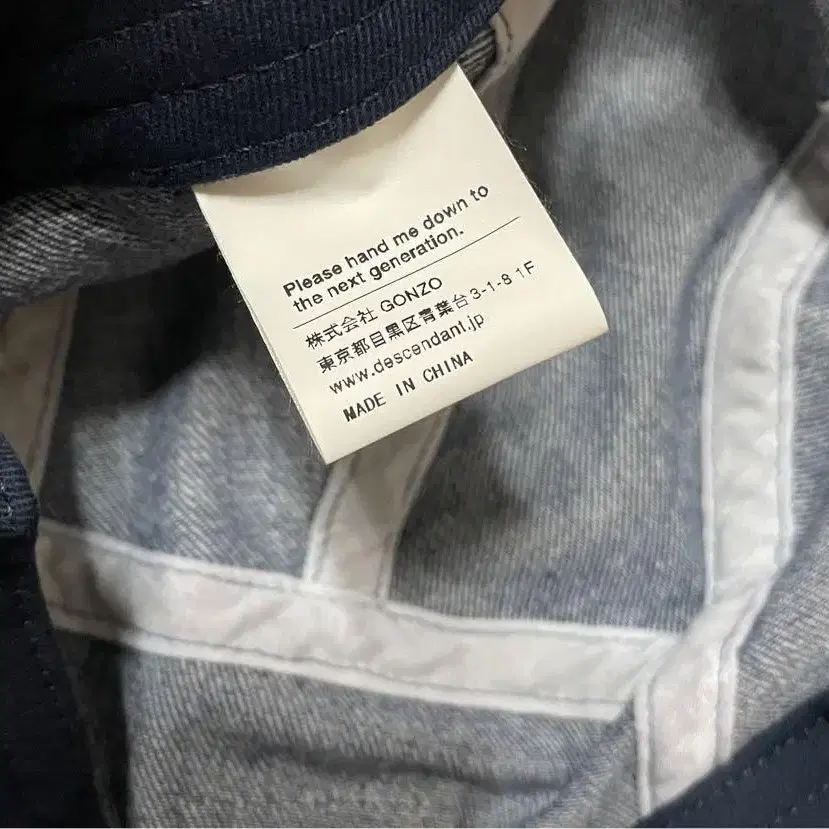 Please hand me down to
the next generation.
株式会社 GONZO
東京都目黒区青葉台3-1-8 1F
www.descendant.jp
MADE IN CHINA